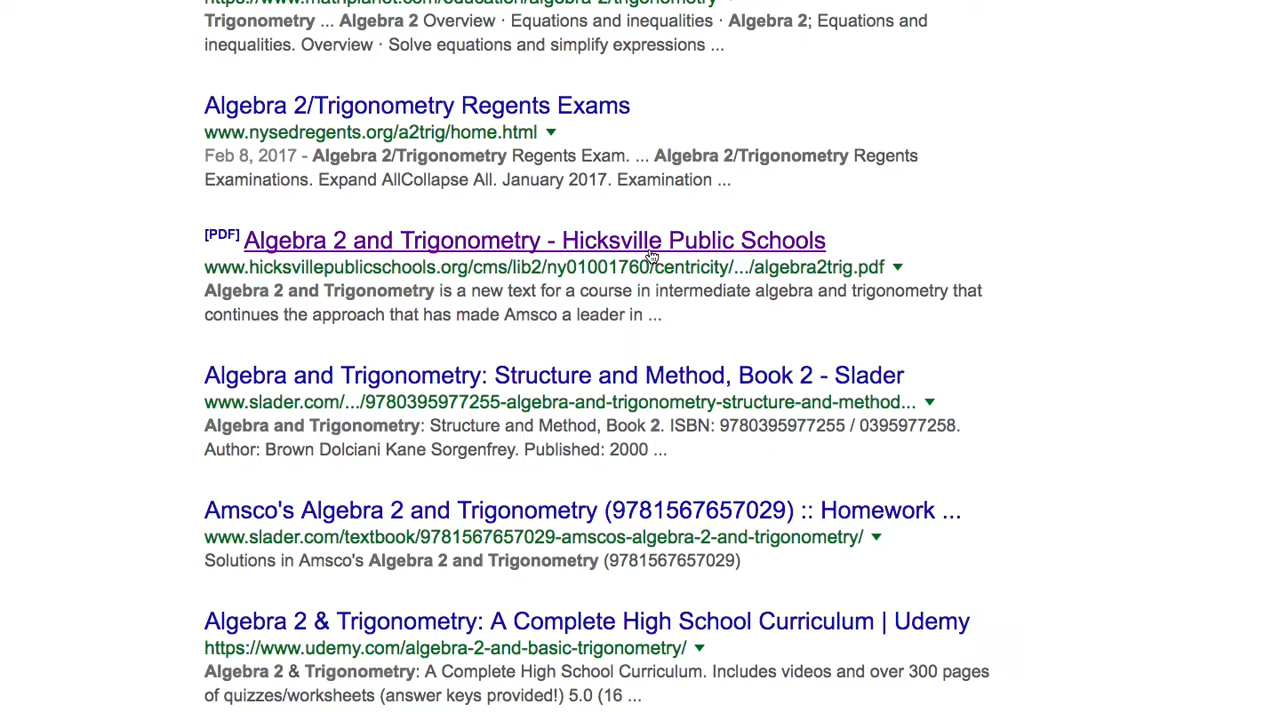 https://www.mathplanet.com/education/algebra-2/trigonometry
Trigonometry ... Algebra 2 Overview · Equations and inequalities · Algebra 2; Equations and
inequalities. Overview · Solve equations and simplify expressions ...
Algebra 2/Trigonometry Regents Exams
www.nysedregents.org/a2trig/home.html
Feb 8, 2017 - Algebra 2/Trigonometry Regents Exam. ... Algebra 2/Trigonometry Regents
Examinations. Expand AllCollapse All. January 2017. Examination ...
[PDF] Algebra 2 and Trigonometry - Hicksville Public Schools
www.hicksvillepublicschools.org/cms/lib2/ny01001760/centricity/.../algebra2trig.pdf
Algebra 2 and Trigonometry is a new text for a course in intermediate algebra and trigonometry that
continues the approach that has made Amsco a leader in ...
Algebra and Trigonometry: Structure and Method, Book 2 - Slader
www.slader.com/.../9780395977255-algebra-and-trigonometry-structure-and-method...
Algebra and Trigonometry: Structure and Method, Book 2. ISBN: 9780395977255 / 0395977258.
Author: Brown Dolciani Kane Sorgenfrey. Published: 2000 ...
Amsco's Algebra 2 and Trigonometry (9781567657029) :: Homework ...
www.slader.com/textbook/9781567657029-amscos-algebra-2-and-trigonometry/
Solutions in Amsco's Algebra 2 and Trigonometry (9781567657029)
Algebra 2 & Trigonometry: A Complete High School Curriculum | Udemy
https://www.udemy.com/algebra-2-and-basic-trigonometry/
Algebra 2 & Trigonometry: A Complete High School Curriculum. Includes videos and over 300 pages
of quizzes/worksheets (answer keys provided!) 5.0 (16 ...